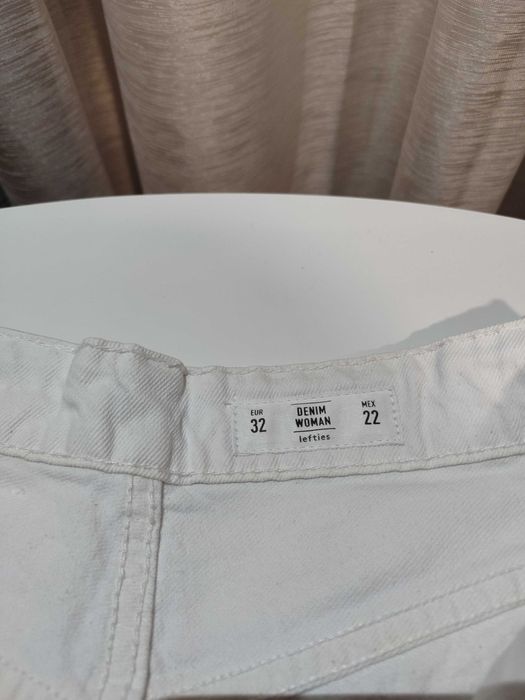 EUR
32
DENIM
WOMAN
lefties
MEX
22